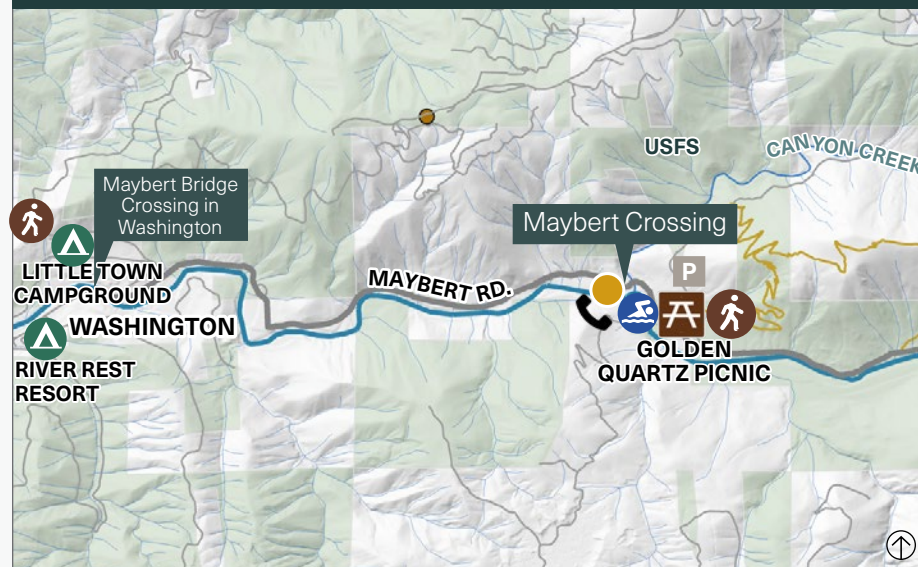 USFS
CANYON CREEK
Maybert Bridge
Crossing in
Washington
Maybert Crossing
P
LITTLE TOWN
CAMPGROUND
MAYBERT RD.
WASHINGTON
GOLDEN
QUARTZ PICNIC
RIVER REST
RESORT